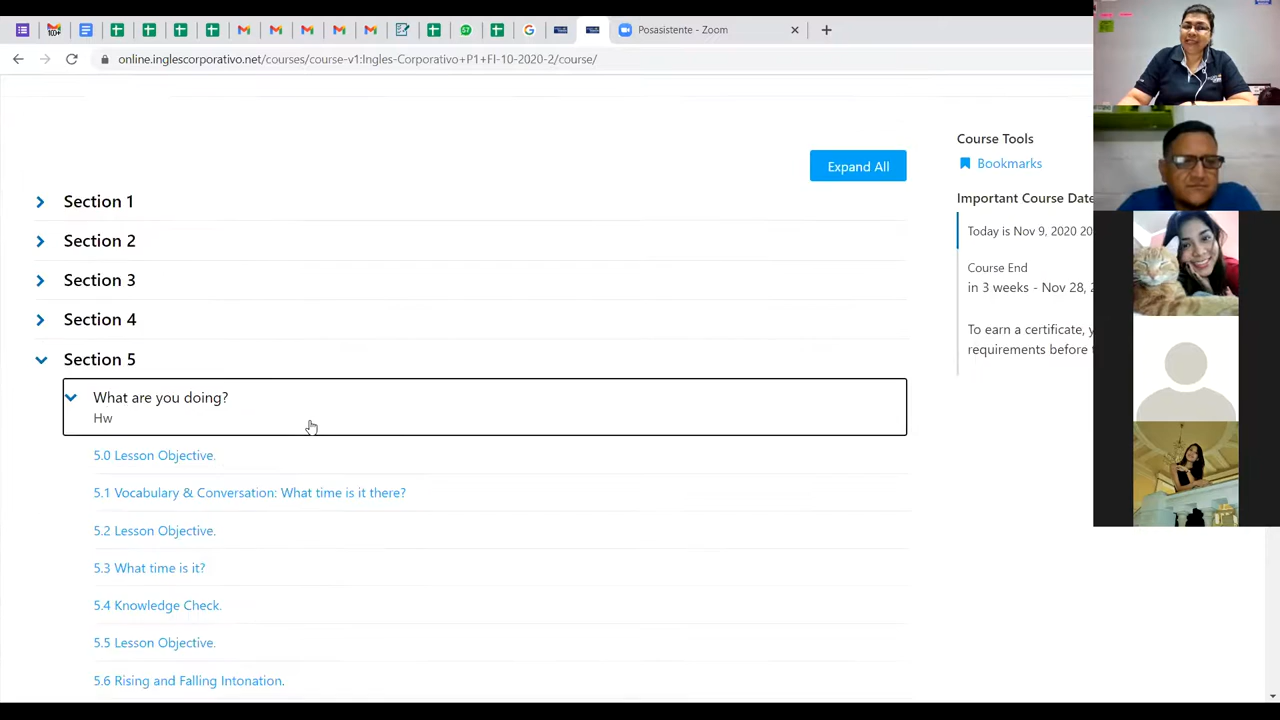 Posasistente - Zoom
online.inglescorporativo.net/courses/course-v1:Ingles-Corporativo+P1+FI-10-2020-2/course/
Expand All
Section 1
Section 2
Section 3
Section 4
Section 5
What are you doing?
Hw
5.0 Lesson Objective.
5.1 Vocabulary & Conversation: What time is it there?
5.2 Lesson Objective.
5.3 What time is it?
5.4 Knowledge Check.
5.5 Lesson Objective.
5.6 Rising and Falling Intonation.
Course Tools
Bookmarks
Important Course Date
Today is Nov 9, 2020 20
Course End
in 3 weeks - Nov 28, 2
To earn a certificate, y
requirements before t